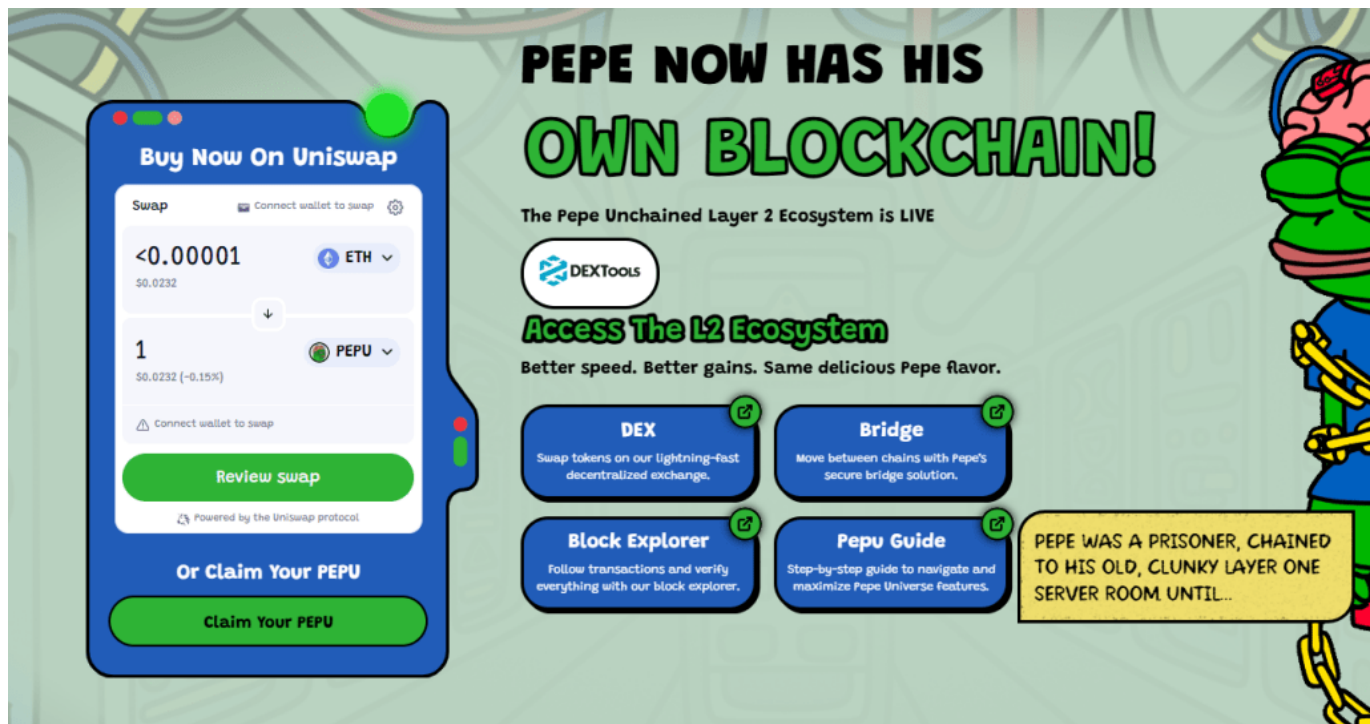 Buy Now On Uniswap
Swap
Connect wallet to swap
<0.00001
ETH
$0.0232
1
PEPU
$0.0232 (-0.15%)
Connect wallet to swap
Review swap
Powered by the Uniswap protocol
Or Claim Your PEPU
Claim Your PEPU
PEPE NOW HAS HIS
OWN BLOCKCHAIN!
The Pepe Unchained Layer 2 Ecosystem is LIVE
DEXTools
Access The L2 Ecosystem
Better speed. Better gains. Same delicious Pepe flavor.
DEX
Swap tokens on our lightning-fast
decentralized exchange.
Bridge
Move between chains with Pepe's
secure bridge solution.
Block Explorer
Follow transactions and verify
everything with our block explorer.
Pepu Guide
Step-by-step guide to navigate and
maximize Pepe Universe features.
PEPE WAS A PRISONER, CHAINED
TO HIS OLD, CLUNKY LAYER ONE
SERVER ROOM UNTIL...